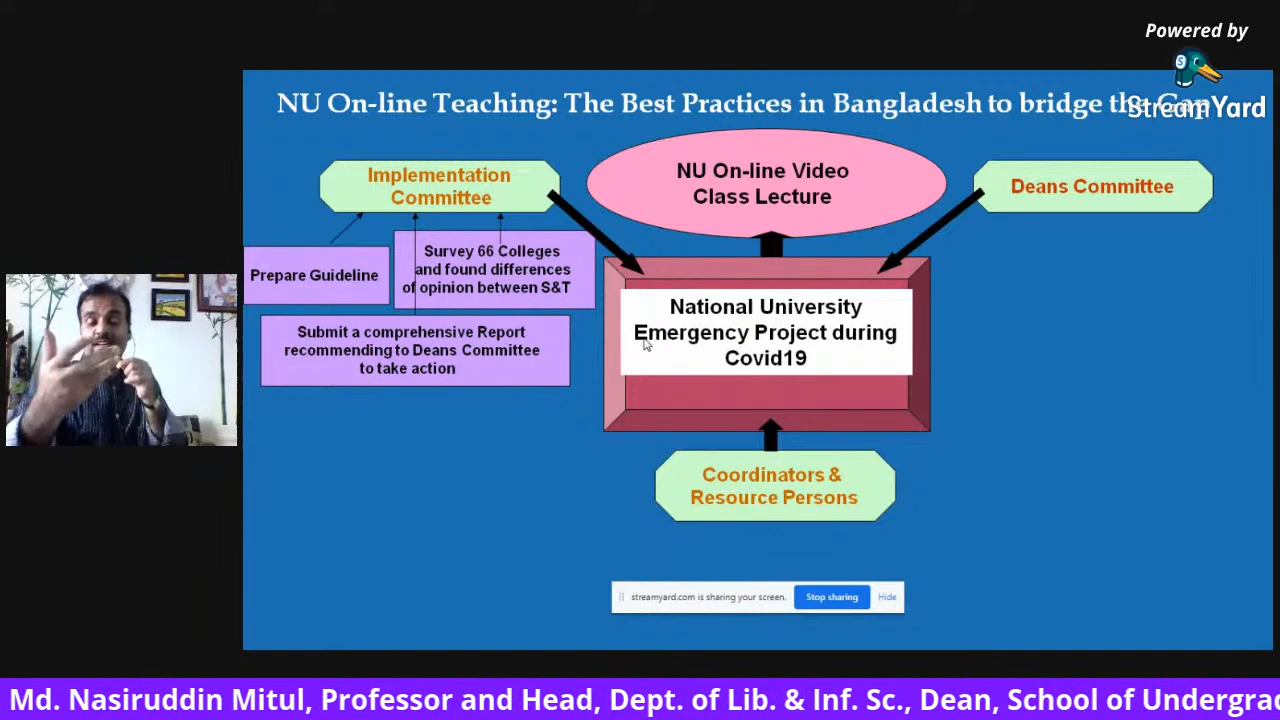 Powered by
StreamYard
NU On-line Teaching: The Best Practices in Bangladesh to bridge the Gap
Implementation
Committee
NU On-line Video
Class Lecture
Deans Committee
Prepare Guideline
Survey 66 Colleges
and found differences
of opinion between S&T
Submit a comprehensive Report
recommending to Deans Committee
to take action
National University
Emergency Project during
Covid19
Coordinators &
Resource Persons
streamyard.com is sharing your screen.
Stop sharing
Hide
Md. Nasiruddin Mitul, Professor and Head, Dept. of Lib. & Inf. Sc., Dean, School of Undergrad